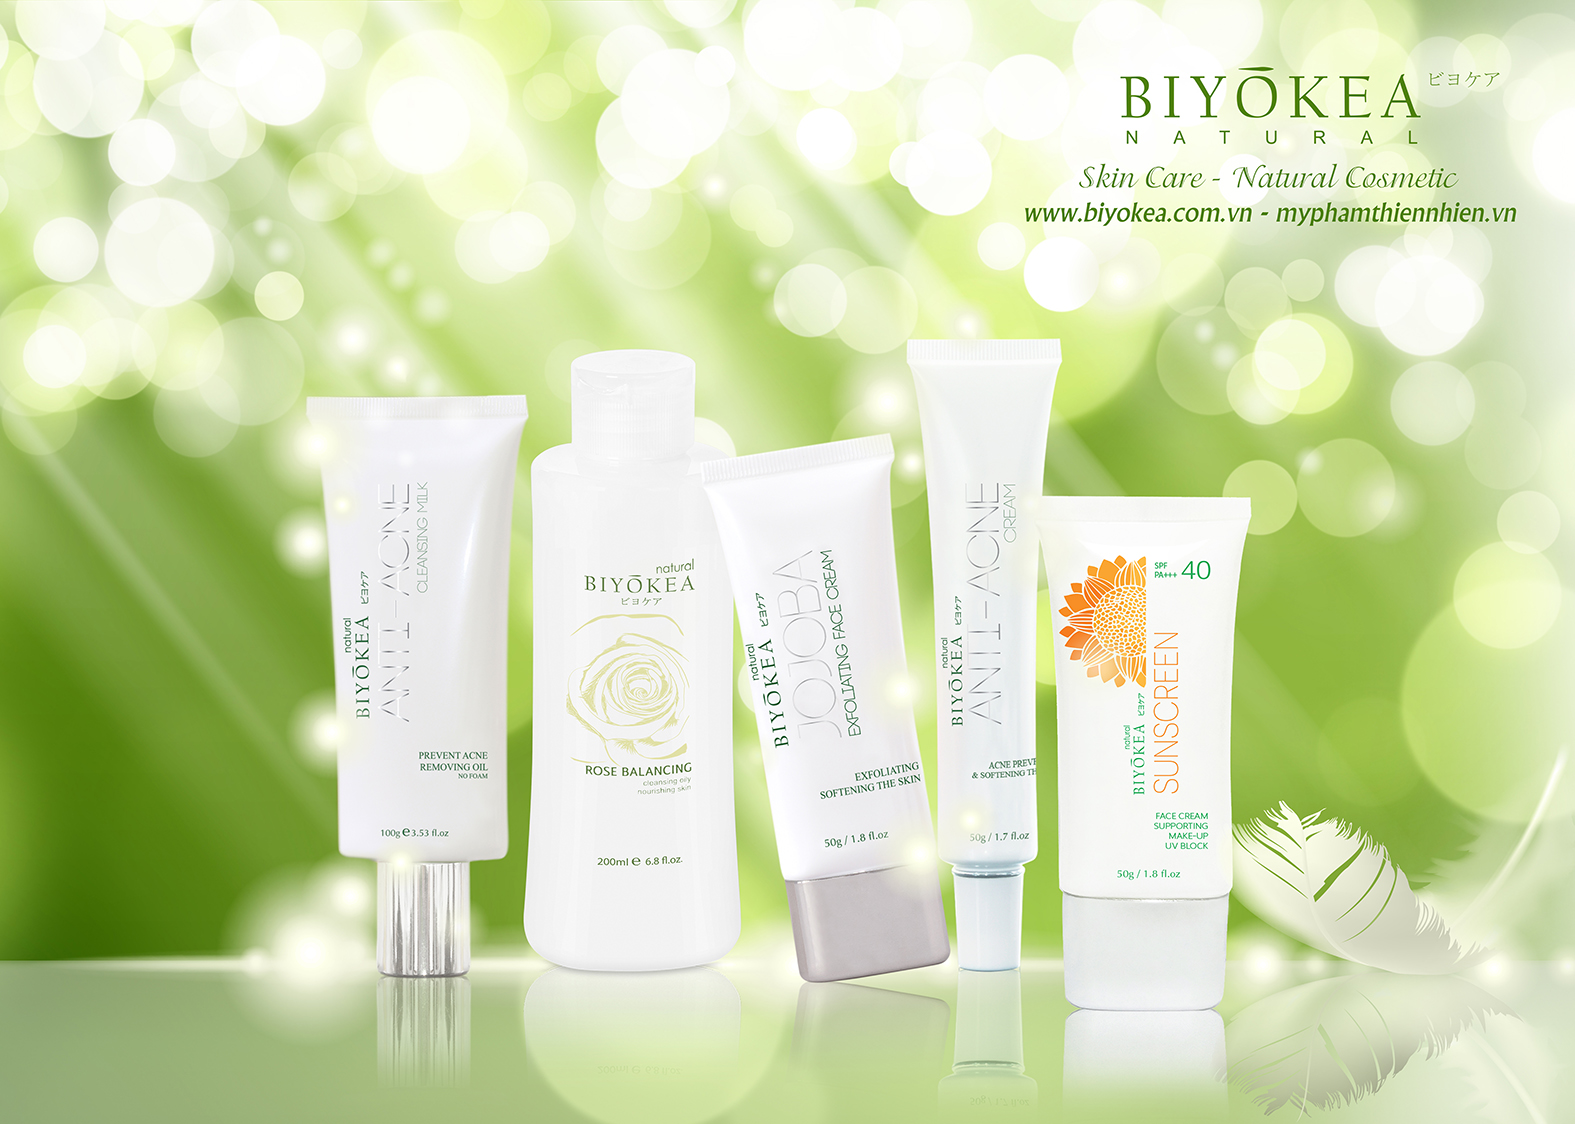 BIYŌKEA ビヨケア
NATURAL
Skin Care - Natural Cosmetic
www.biyokea.com.vn - myphamthiennhien.vn
natural
BIYŌKEA ビヨケア
ANTI-ACNE
CLEANSING MILK
PREVENT ACNE
REMOVING OIL
NO FOAM
100g e 3.53 fl.oz
natural
BIYŌKEA
ビヨケア
ROSE BALANCING
cleansing oily
nourishing skin
200ml e 6.8 fl.oz.
natural
BIYŌKEA ビヨケア
JOJOBA
EXFOLIATING FACE CREAM
EXFOLIATING
SOFTENING THE SKIN
50g / 1.8 fl.oz
natural
BIYŌKEA ビヨケア
ANTI-ACNE
CREAM
ACNE PREVE
& SOFTENING TH
50g / 1.7 fl.oz
SPF
PA+++ 40
natural
BIYŌKEA ビヨケア
SUNSCREEN
FACE CREAM
SUPPORTING
MAKE-UP
UV BLOCK
50g / 1.8 fl.oz